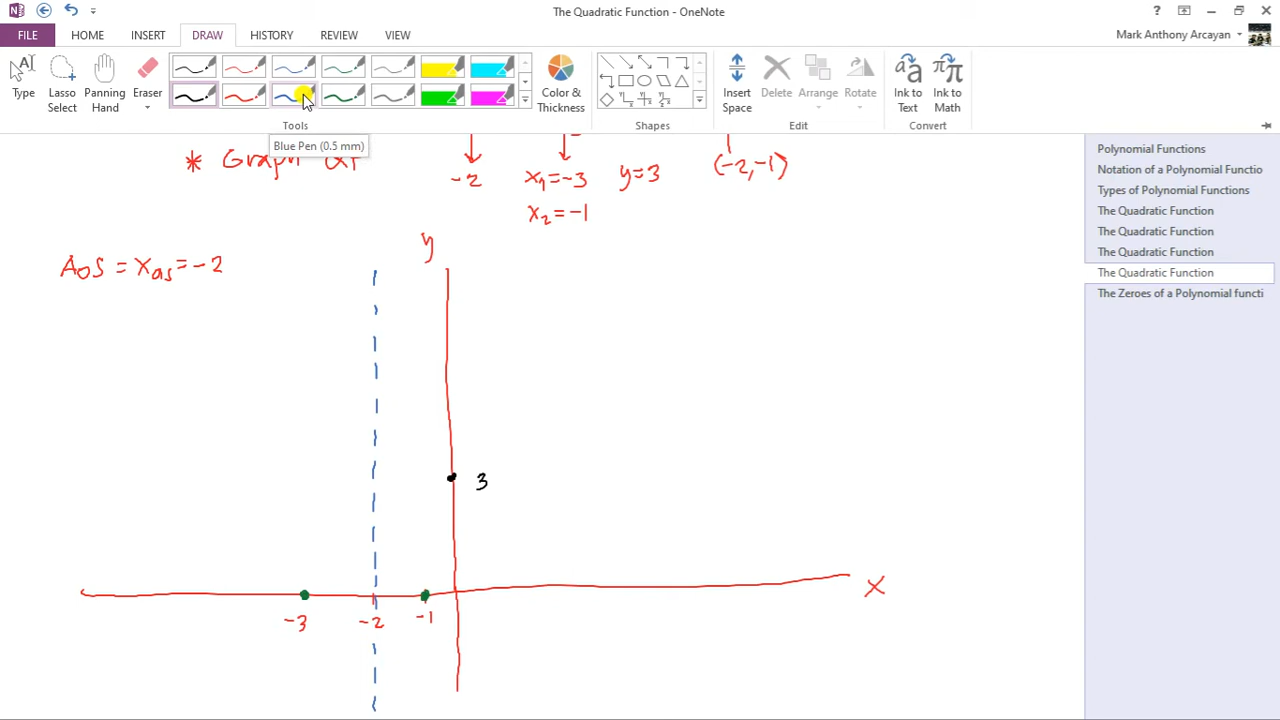 The Quadratic Function - OneNote
FILE HOME INSERT DRAW HISTORY REVIEW VIEW
Mark Anthony Arcayan
Type Lasso Select Panning Hand Eraser
Color & Thickness
Insert Space Delete Arrange Rotate
Ink to Text Ink to Math
Tools Shapes Edit Convert
Blue Pen (0.5 mm)
* Graph
-2 x₁=-3 y=3 (-2,-1)
x₂=-1
AOS = Xas=-2
y
3
X
-3 -2 -1
Polynomial Functions
Notation of a Polynomial Functio
Types of Polynomial Functions
The Quadratic Function
The Quadratic Function
The Quadratic Function
The Quadratic Function
The Zeroes of a Polynomial functi